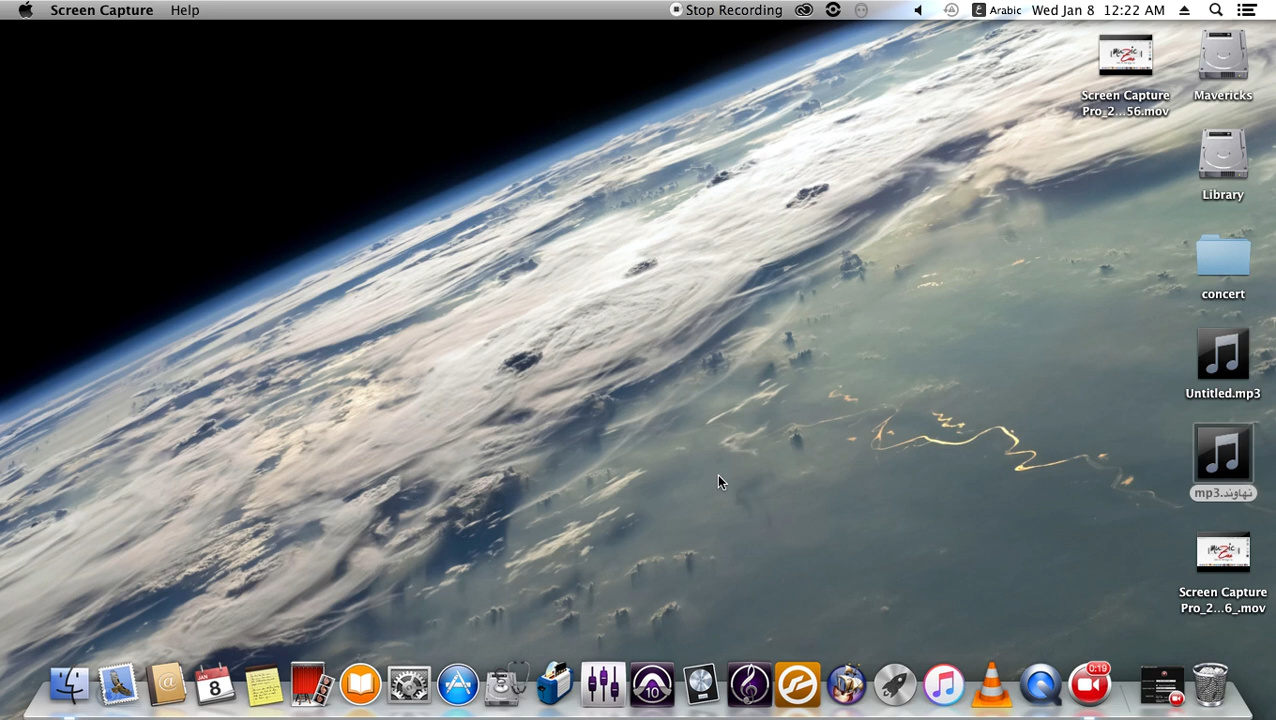 Screen Capture Help Stop Recording ع Arabic Wed Jan 8 12:22 AM
Screen Capture
Pro_2...56.mov
Mavericks
Library
concert
Untitled.mp3
نهاوند.mp3
Screen Capture
Pro_2...6_.mov
@
JAN
8
10
0:19